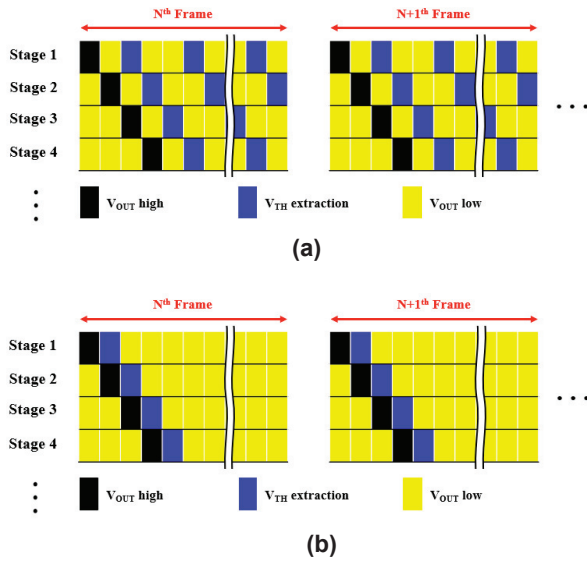 Nth Frame N+1th Frame
Stage 1
Stage 2
Stage 3
Stage 4
VOUT high VTH extraction VOUT low
(a)
Nth Frame N+1th Frame
Stage 1
Stage 2
Stage 3
Stage 4
VOUT high VTH extraction VOUT low
(b)